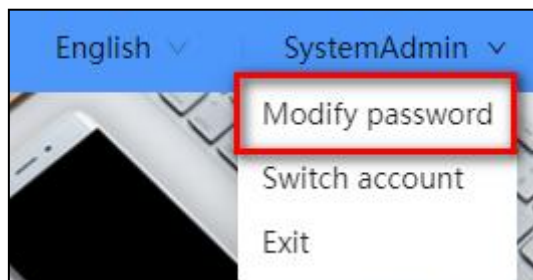 English SystemAdmin
Modify password
Switch account
Exit